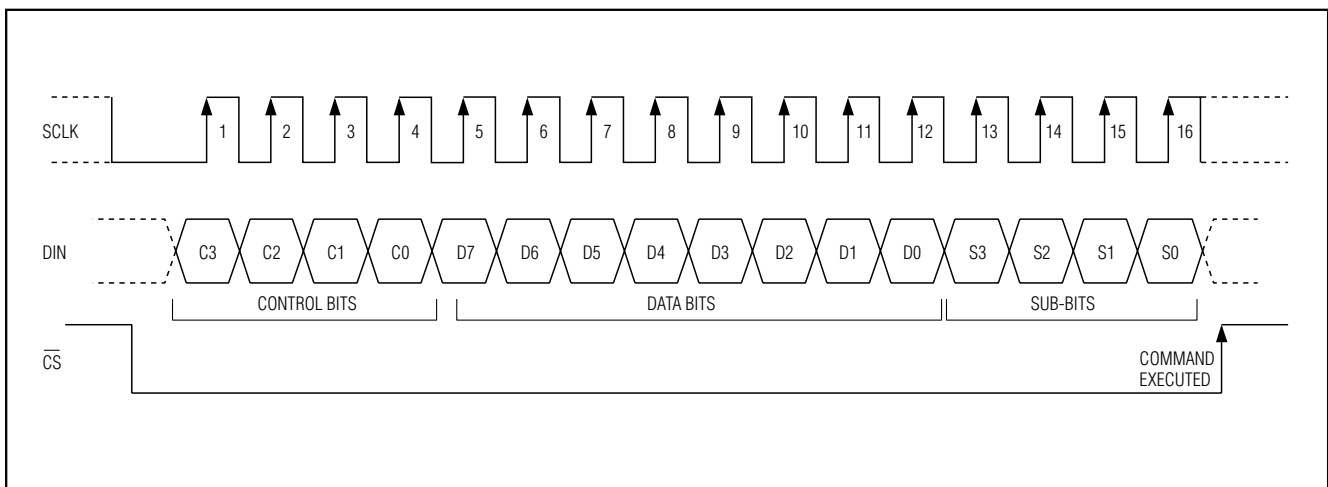 SCLK 1 2 3 4 5 6 7 8 9 10 11 12 13 14 15 16
DIN C3 C2 C1 C0 D7 D6 D5 D4 D3 D2 D1 D0 S3 S2 S1 S0
CONTROL BITS DATA BITS SUB-BITS
CS COMMAND
EXECUTED